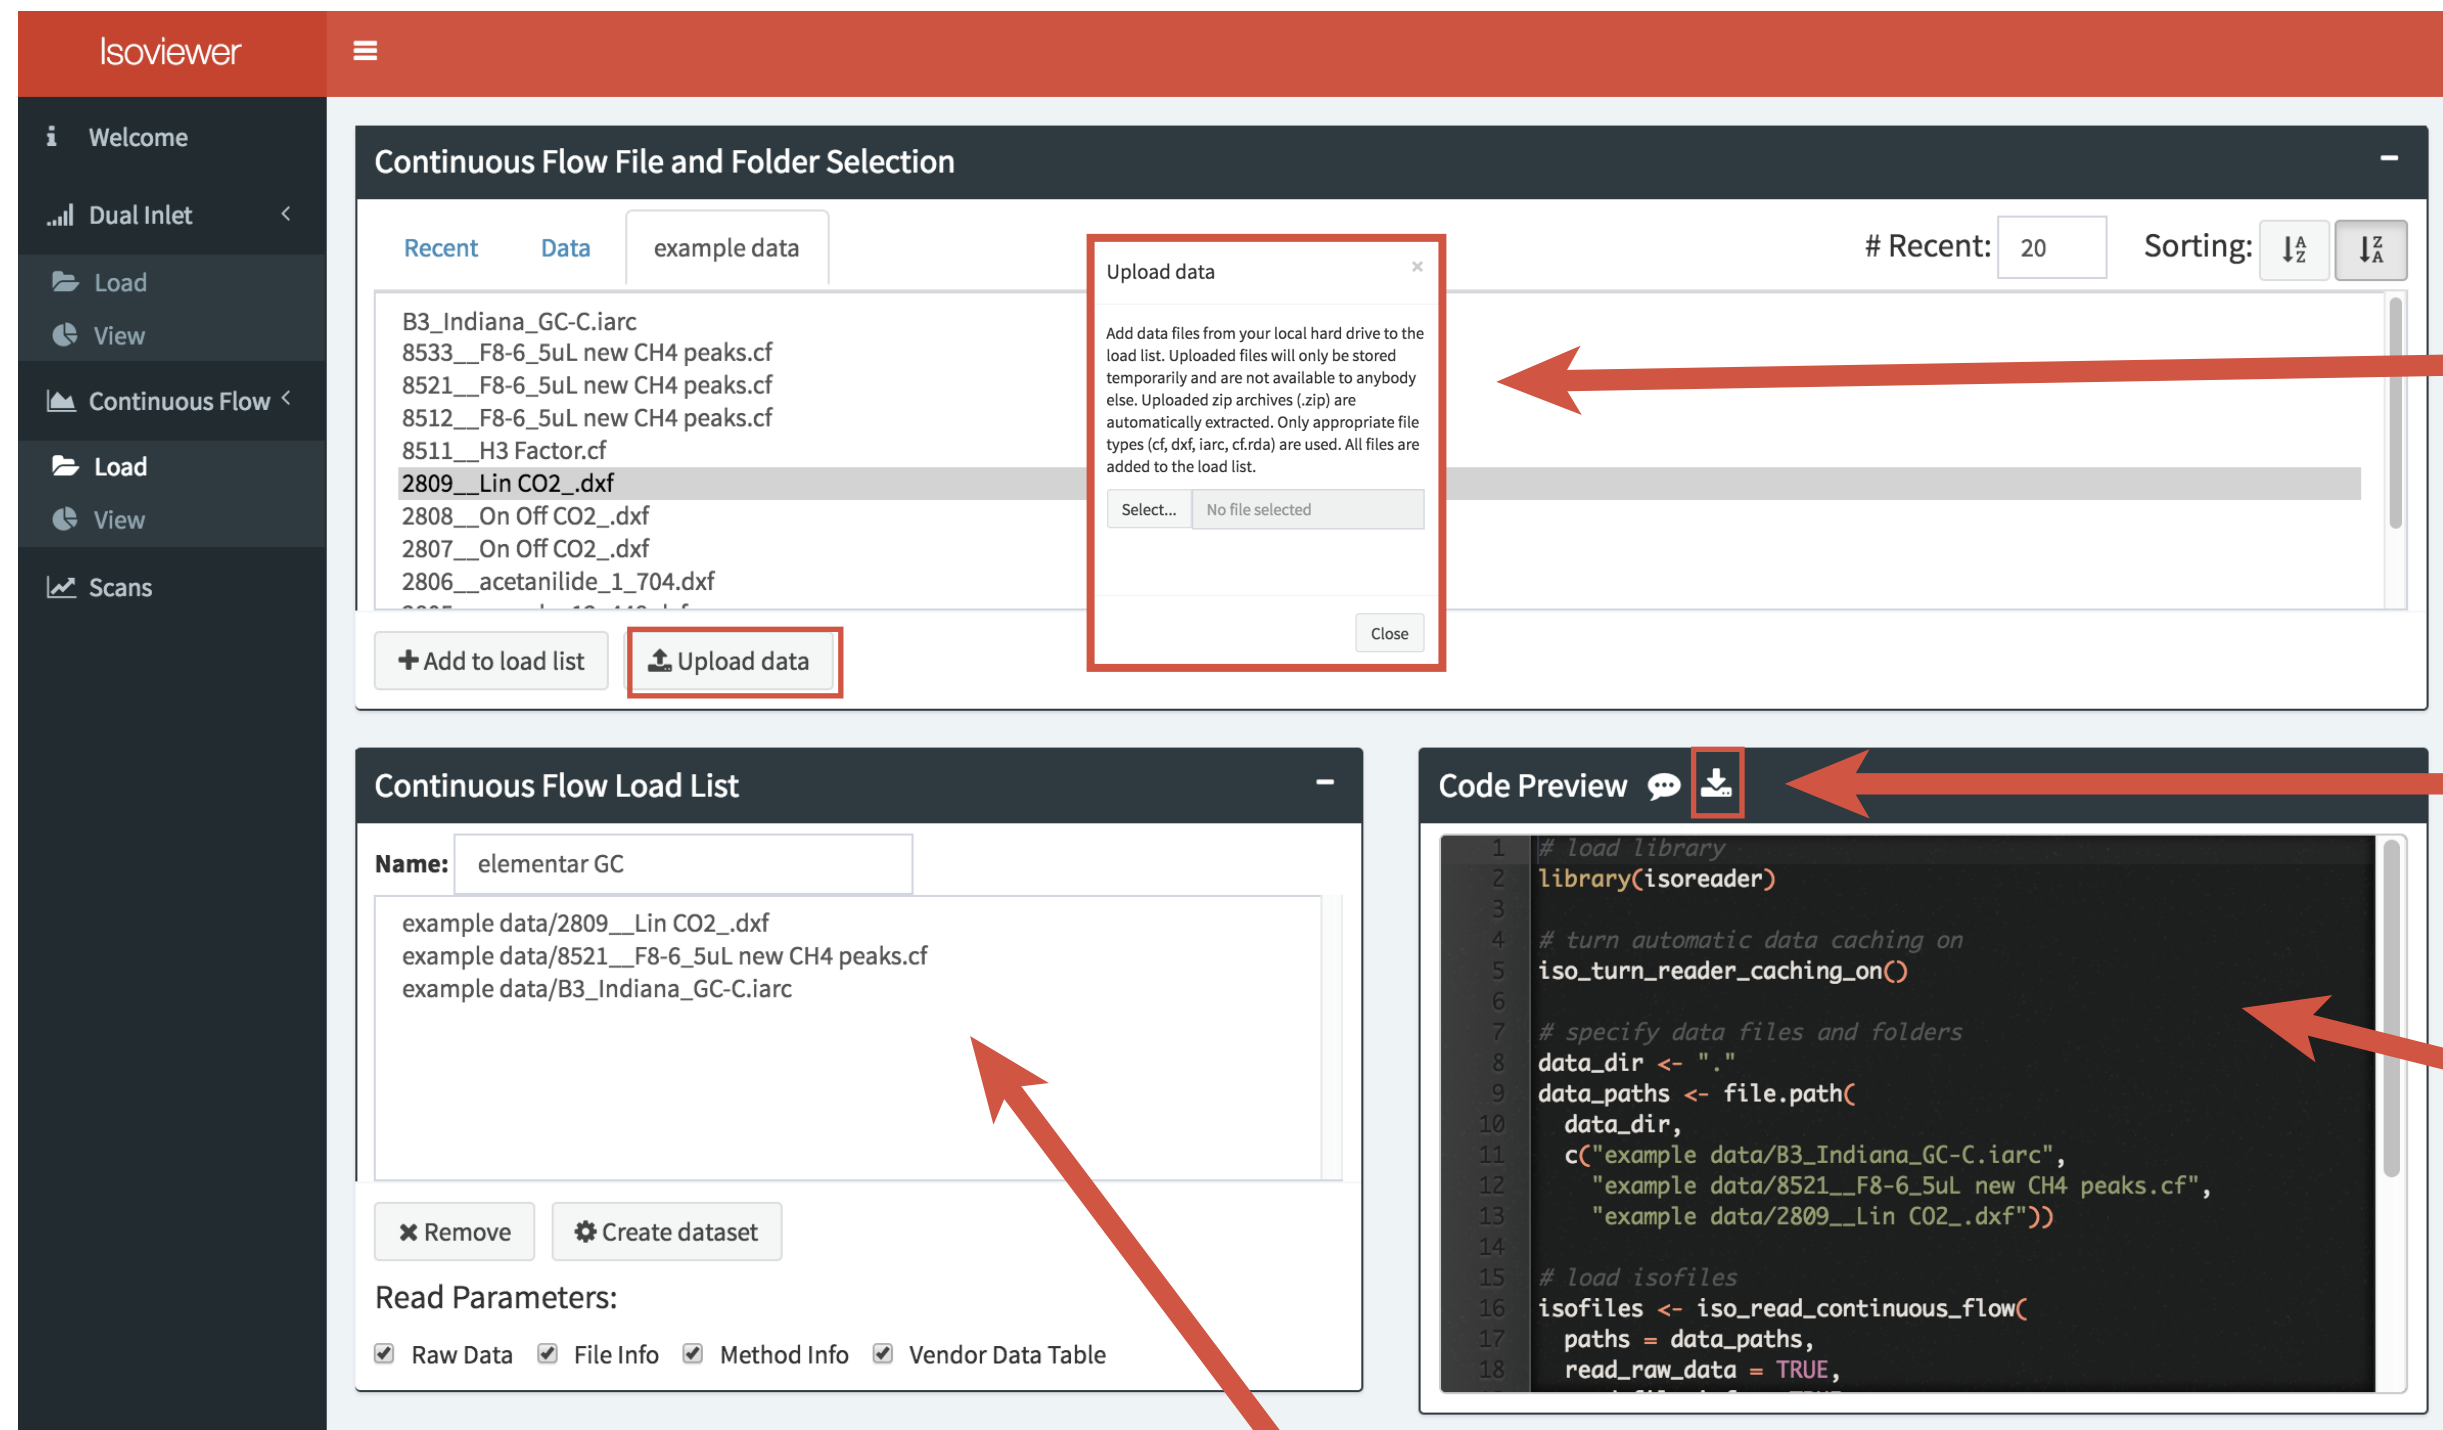 Isoviewer
Welcome
Dual Inlet
Load
View
Continuous Flow
Load
View
Scans
Continuous Flow File and Folder Selection
Recent
Data
example data
# Recent: 20
Sorting:
A
Z
Z
A
B3_Indiana_GC-C.iarc
8533__F8-6_5uL new CH4 peaks.cf
8521__F8-6_5uL new CH4 peaks.cf
8512__F8-6_5uL new CH4 peaks.cf
8511__H3 Factor.cf
2809__Lin CO2_.dxf
2808__On Off CO2_.dxf
2807__On Off CO2_.dxf
2806__acetanilide_1_704.dxf
Add to load list
Upload data
Upload data
×
Add data files from your local hard drive to the
load list. Uploaded files will only be stored
temporarily and are not available to anybody
else. Uploaded zip archives (.zip) are
automatically extracted. Only appropriate file
types (cf, dxf, iarc, cf.rda) are used. All files are
added to the load list.
Select...
No file selected
Close
Continuous Flow Load List
Name: elementar GC
example data/2809__Lin CO2_.dxf
example data/8521__F8-6_5uL new CH4 peaks.cf
example data/B3_Indiana_GC-C.iarc
Remove
Create dataset
Read Parameters:
Raw Data File Info Method Info Vendor Data Table
Code Preview
1 # load library
2 library(isoreader)
3
4 # turn automatic data caching on
5 iso_turn_reader_caching_on()
6
7 # specify data files and folders
8 data_dir <- "."
9 data_paths <- file.path(
10 data_dir,
11 c("example data/B3_Indiana_GC-C.iarc",
12 "example data/8521__F8-6_5uL new CH4 peaks.cf",
13 "example data/2809__Lin CO2_.dxf"))
14
15 # load isofiles
16 isofiles <- iso_read_continuous_flow(
17 paths = data_paths,
18 read_raw_data = TRUE,